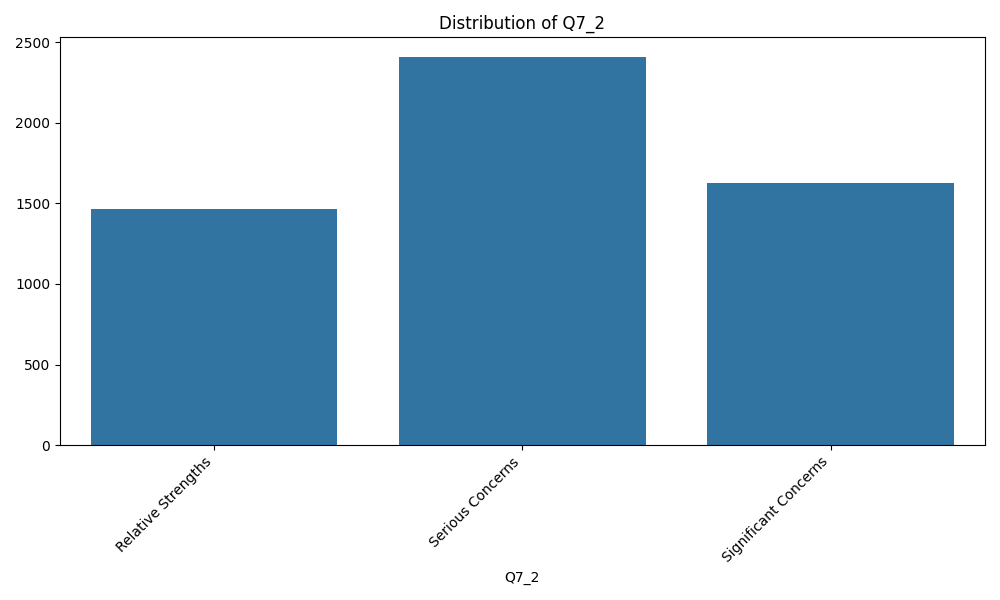 Distribution of Q7_2
2500
2000
1500
1000
500
0
Relative Strengths
Serious Concerns
Significant Concerns
Q7_2